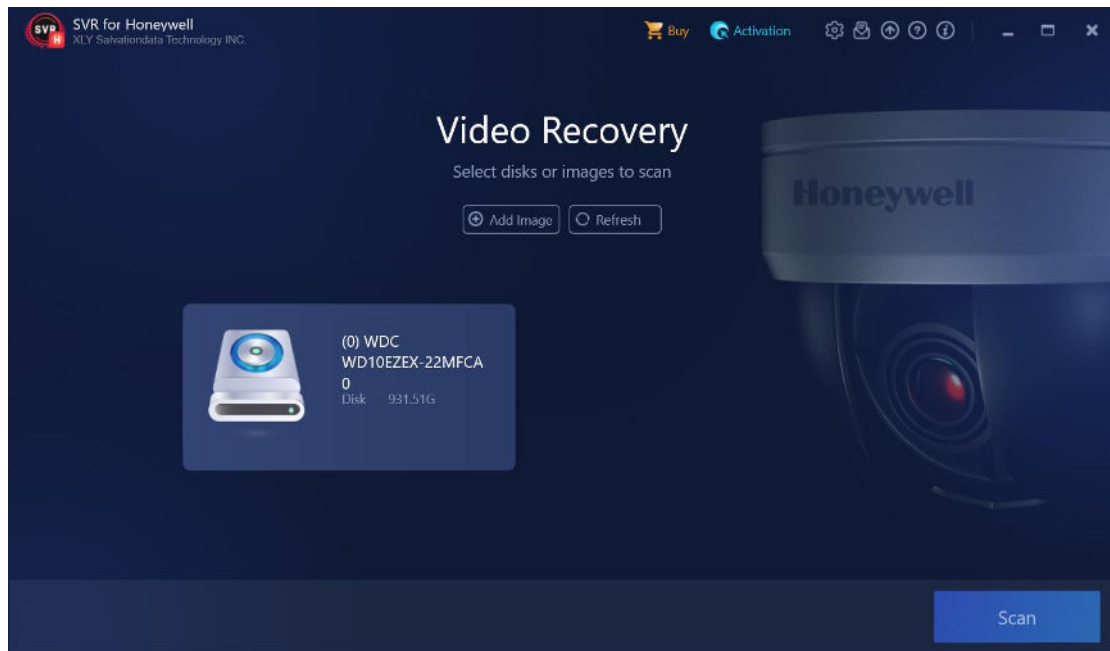 SVR
H
SVR for Honeywell
XLY Salvationdata Technology INC.
Buy
Activation
Video Recovery
Select disks or images to scan
Add Image
Refresh
Honeywell
(0) WDC
WD10EZEX-22MFCA
0
Disk 931.51G
Scan